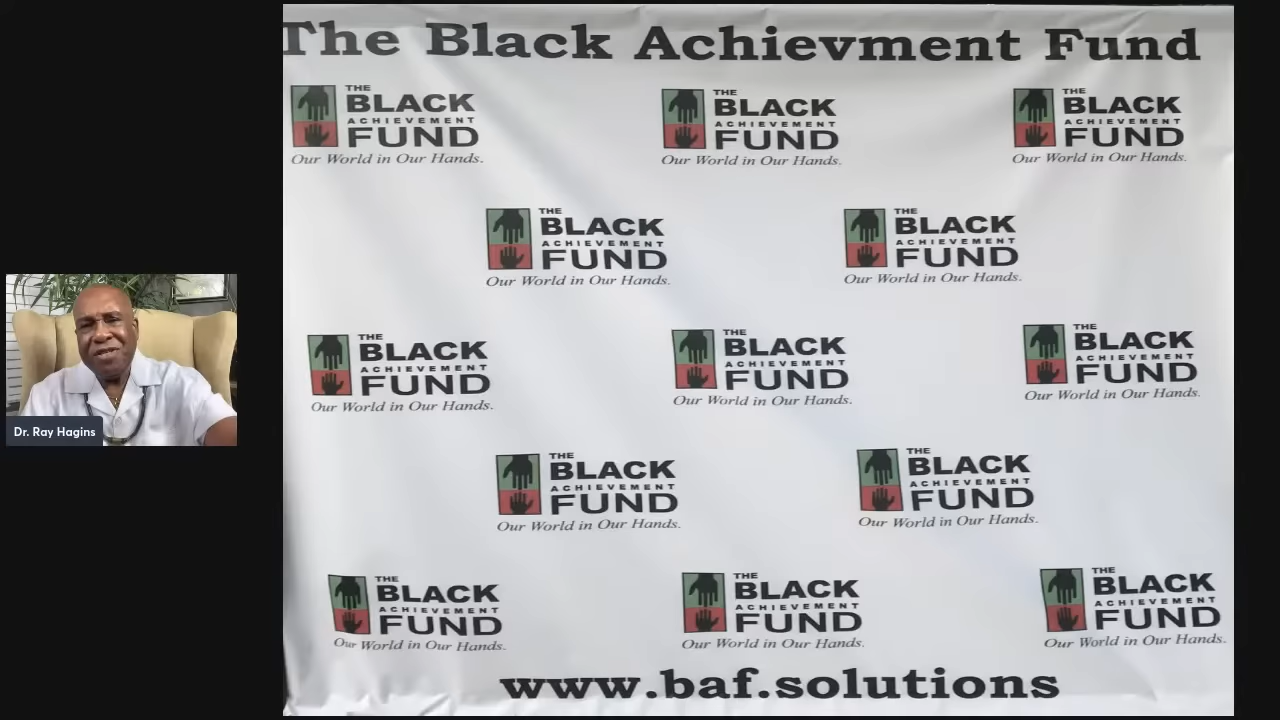 The Black Achievment Fund
THE
BLACK
ACHIEVEMENT
FUND
Our World in Our Hands.
THE
BLACK
ACHIEVEMENT
FUND
Our World in Our Hands.
THE
BLACK
ACHIEVEMENT
FUND
Our World in Our Hands.
THE
BLACK
ACHIEVEMENT
FUND
Our World in Our Hands.
THE
BLACK
ACHIEVEMENT
FUND
Our World in Our Hands.
THE
BLACK
ACHIEVEMENT
FUND
Our World in Our Hands.
THE
BLACK
ACHIEVEMENT
FUND
Our World in Our Hands.
THE
BLACK
ACHIEVEMENT
FUND
Our World in Our Hands.
Dr. Ray Hagins
THE
BLACK
ACHIEVEMENT
FUND
Our World in Our Hands.
THE
BLACK
ACHIEVEMENT
FUND
Our World in Our Hands.
THE
BLACK
ACHIEVEMENT
FUND
Our World in Our Hands.
THE
BLACK
ACHIEVEMENT
FUND
Our World in Our Hands.
THE
BLACK
ACHIEVEMENT
FUND
Our World in Our Hands.
www.baf.solutions